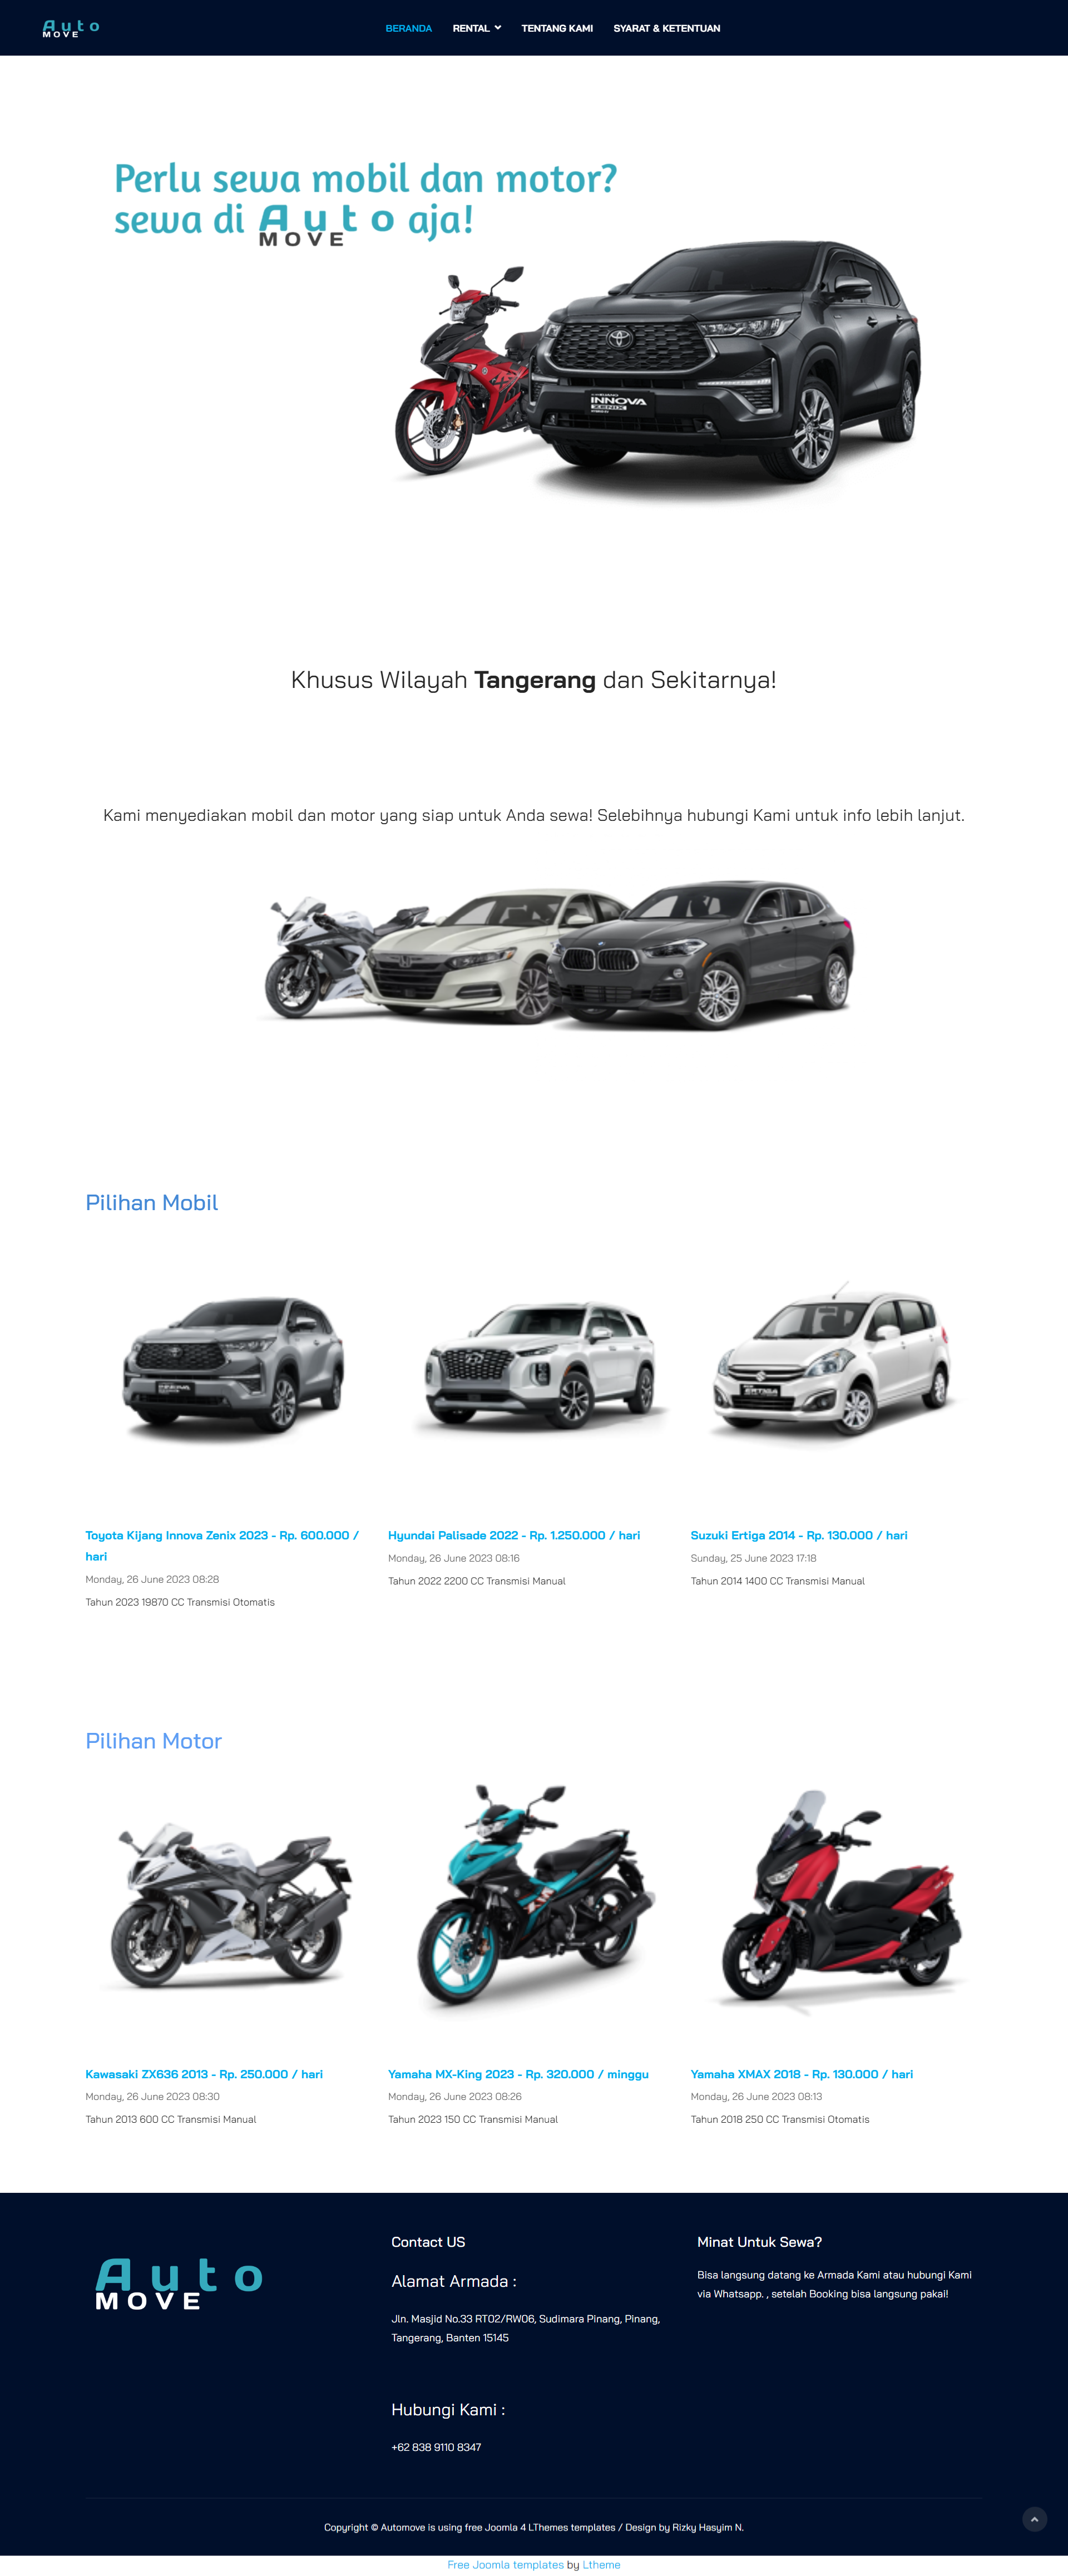 Auto
MOVE
BERANDA
RENTAL
TENTANG KAMI
SYARAT & KETENTUAN
Perlu sewa mobil dan motor?
sewa di Auto MOVE aja!
INNOVA
ZENIX
Khusus Wilayah Tangerang dan Sekitarnya!
Kami menyediakan mobil dan motor yang siap untuk Anda sewa! Selebihnya hubungi Kami untuk info lebih lanjut.
Pilihan Mobil
ERTIGA
Toyota Kijang Innova Zenix 2023 - Rp. 600.000 /
hari
Monday, 26 June 2023 08:28
Tahun 2023 19870 CC Transmisi Otomatis
Hyundai Palisade 2022 - Rp. 1.250.000 / hari
Monday, 26 June 2023 08:16
Tahun 2022 2200 CC Transmisi Manual
Suzuki Ertiga 2014 - Rp. 130.000 / hari
Sunday, 25 June 2023 17:18
Tahun 2014 1400 CC Transmisi Manual
Pilihan Motor
Kawasaki ZX636 2013 - Rp. 250.000 / hari
Monday, 26 June 2023 08:30
Tahun 2013 600 CC Transmisi Manual
Yamaha MX-King 2023 - Rp. 320.000 / minggu
Monday, 26 June 2023 08:26
Tahun 2023 150 CC Transmisi Manual
Yamaha XMAX 2018 - Rp. 130.000 / hari
Monday, 26 June 2023 08:13
Tahun 2018 250 CC Transmisi Otomatis
Auto
MOVE
Contact US
Alamat Armada :
Jln. Masjid No.33 RT02/RW06, Sudimara Pinang, Pinang,
Tangerang, Banten 15145
Hubungi Kami :
+62 838 9110 8347
Minat Untuk Sewa?
Bisa langsung datang ke Armada Kami atau hubungi Kami
via Whatsapp. , setelah Booking bisa langsung pakai!
Copyright © Automove is using free Joomla 4 LThemes templates / Design by Rizky Hasyim N.
Free Joomla templates by Ltheme